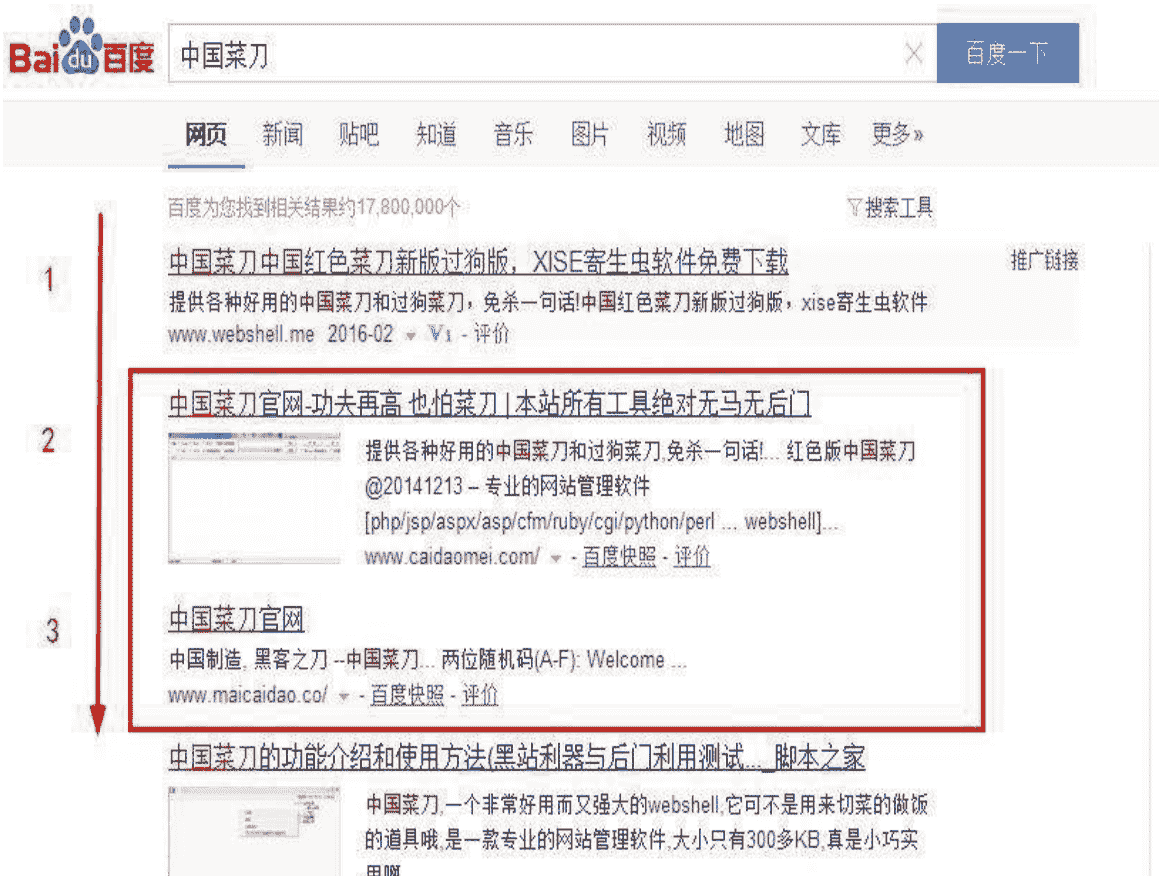 Baidu百度
中国菜刀
百度一下
网页 新闻 贴吧 知道 音乐 图片 视频 地图 文库 更多»
百度为您找到相关结果约17,800,000个
搜索工具
1
中国菜刀中国红色菜刀新版过狗版，XISE寄生虫软件免费下载
推广链接
提供各种好用的中国菜刀和过狗菜刀，免杀一句话!中国红色菜刀新版过狗版，xise寄生虫软件
www.webshell.me 2016-02 V1 - 评价
2
中国菜刀官网-功夫再高 也怕菜刀 | 本站所有工具绝对无马无后门
提供各种好用的中国菜刀和过狗菜刀,免杀一句话!... 红色版中国菜刀
@20141213 – 专业的网站管理软件
[php/jsp/aspx/asp/cfm/ruby/cgi/python/perl ... webshell]...
www.caidaomei.com/ - 百度快照 - 评价
3
中国菜刀官网
中国制造, 黑客之刀 --中国菜刀... 两位随机码(A-F): Welcome ...
www.maicaidao.co/ - 百度快照 - 评价
中国菜刀的功能介绍和使用方法(黑站利器与后门利用测试..._脚本之家
中国菜刀,一个非常好用而又强大的webshell,它可不是用来切菜的做饭
的道具哦,是一款专业的网站管理软件,大小只有300多KB,真是小巧实